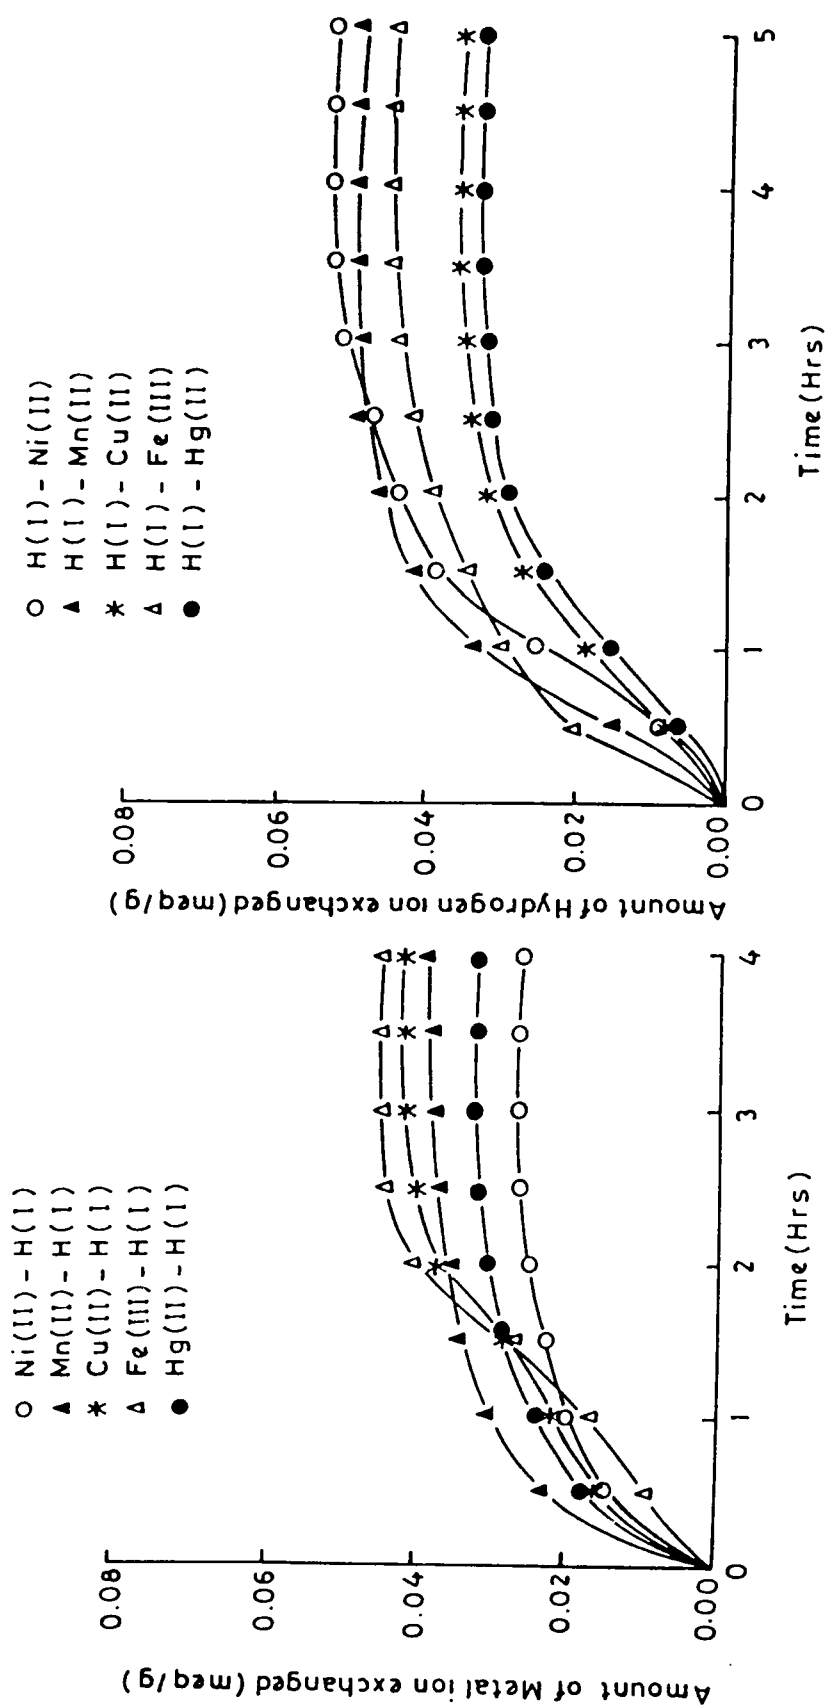 Ni(II) – H(I)
Mn(II) – H(I)
Cu(II) – H(I)
Fe(III) – H(I)
Hg(II) – H(I)
Amount of Metal ion exchanged (meq/g)
0.08
0.06
0.04
0.02
0.00
0
1
2
3
4
Time(Hrs)
H(I) – Ni(II)
H(I) – Mn(II)
H(I) – Cu(II)
H(I) – Fe(III)
H(I) – Hg(II)
Amount of Hydrogen ion exchanged (meq/g)
0.08
0.06
0.04
0.02
0.00
0
1
2
3
4
5
Time(Hrs)